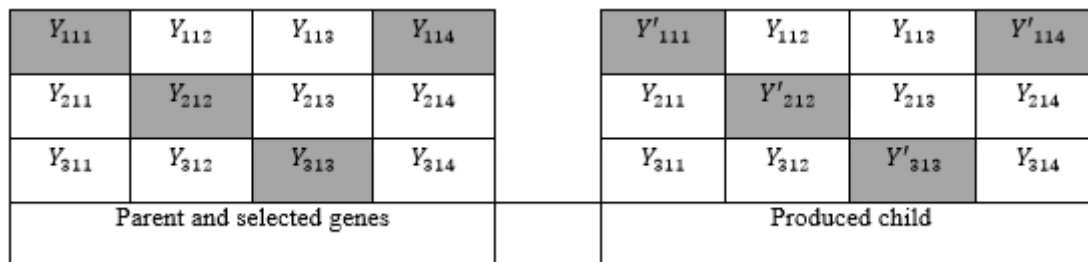 Y₁₁₁ Y₁₁₂ Y₁₁₃ Y₁₁₄ Y'₁₁₁ Y₁₁₂ Y₁₁₃ Y'₁₁₄
Y₂₁₁ Y₂₁₂ Y₂₁₃ Y₂₁₄ Y₂₁₁ Y'₂₁₂ Y₂₁₃ Y₂₁₄
Y₃₁₁ Y₃₁₂ Y₃₁₃ Y₃₁₄ Y₃₁₁ Y₃₁₂ Y'₃₁₃ Y₃₁₄
Parent and selected genes Produced child